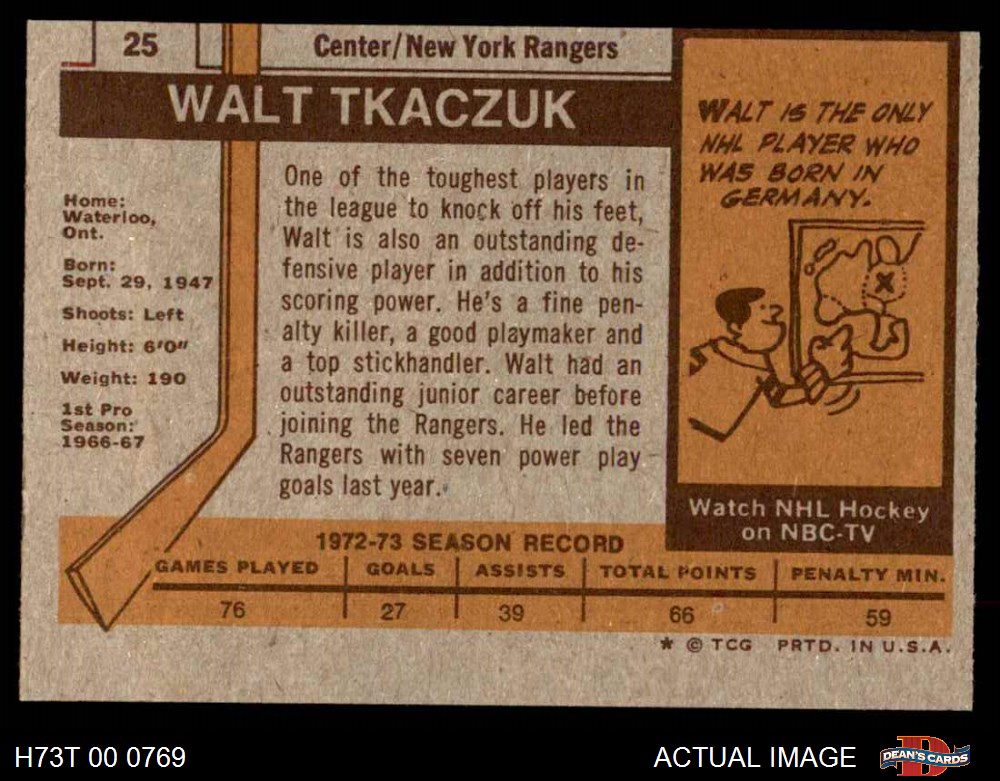 25
Center/New York Rangers
WALT TKACZUK
Home:
Waterloo,
Ont.
Born:
Sept. 29, 1947
Shoots: Left
Height: 6'0"
Weight: 190
1st Pro
Season:
1966-67
One of the toughest players in
the league to knock off his feet,
Walt is also an outstanding de-
fensive player in addition to his
scoring power. He's a fine pen-
alty killer, a good playmaker and
a top stickhandler. Walt had an
outstanding junior career before
joining the Rangers. He led the
Rangers with seven power play
goals last year.
WALT IS THE ONLY
NHL PLAYER WHO
WAS BORN IN
GERMANY.
X
Watch NHL Hockey
on NBC-TV
1972-73 SEASON RECORD
GAMES PLAYED GOALS ASSISTS TOTAL POINTS PENALTY MIN.
76 27 39 66 59
* © TCG PRTD. IN U.S.A.
H73T 00 0769 ACTUAL IMAGE D DEAN'S CARDS